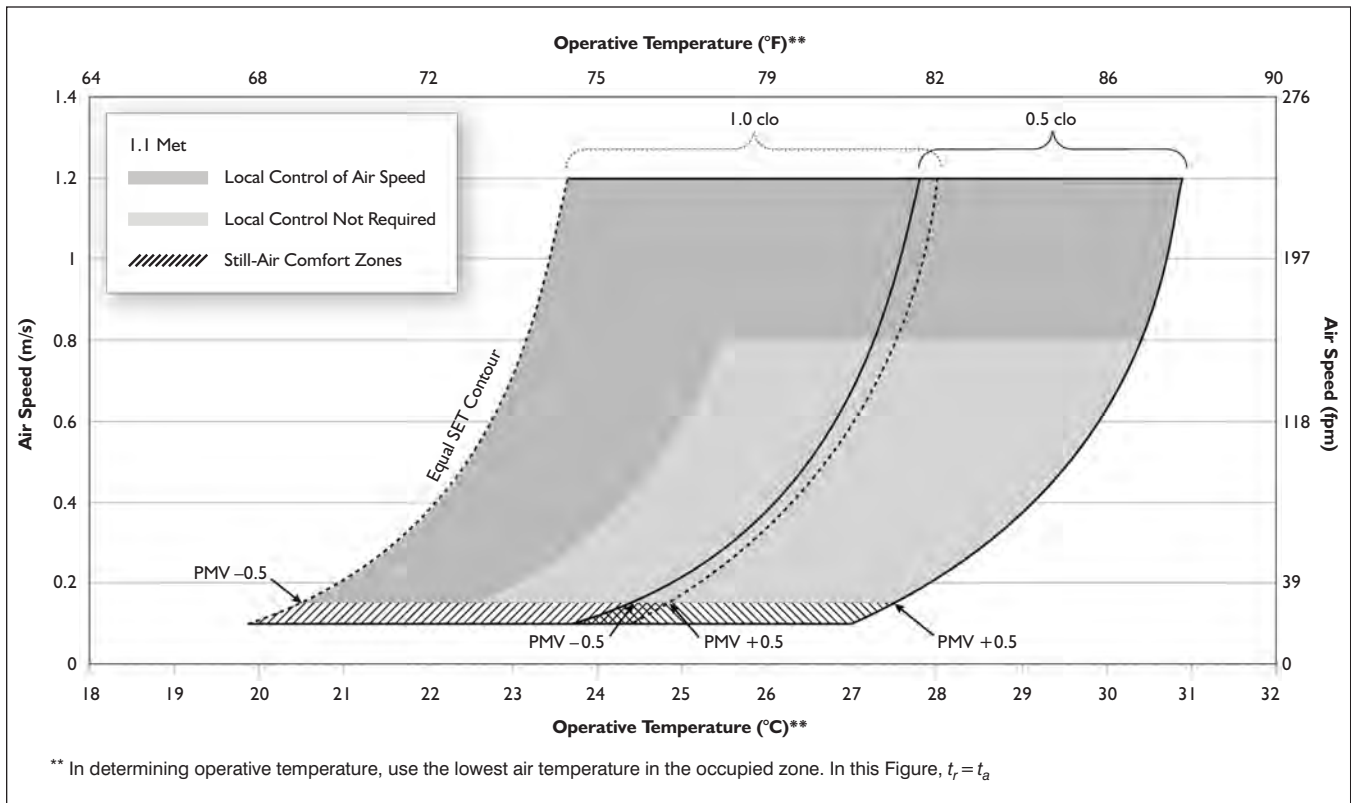 Operative Temperature (°F)**
64 68 72 75 79 82 86 90
1.4 276
1.0 clo 0.5 clo
1.1 Met
Local Control of Air Speed
Local Control Not Required
Still-Air Comfort Zones
1.2
1 197
0.8
Air Speed (m/s)
Equal SET Contour
Air Speed (fpm)
0.6 118
0.4
PMV –0.5
0.2 39
PMV –0.5 PMV +0.5 PMV +0.5
0 0
18 19 20 21 22 23 24 25 26 27 28 29 30 31 32
Operative Temperature (°C)**
** In determining operative temperature, use the lowest air temperature in the occupied zone. In this Figure, tr = ta